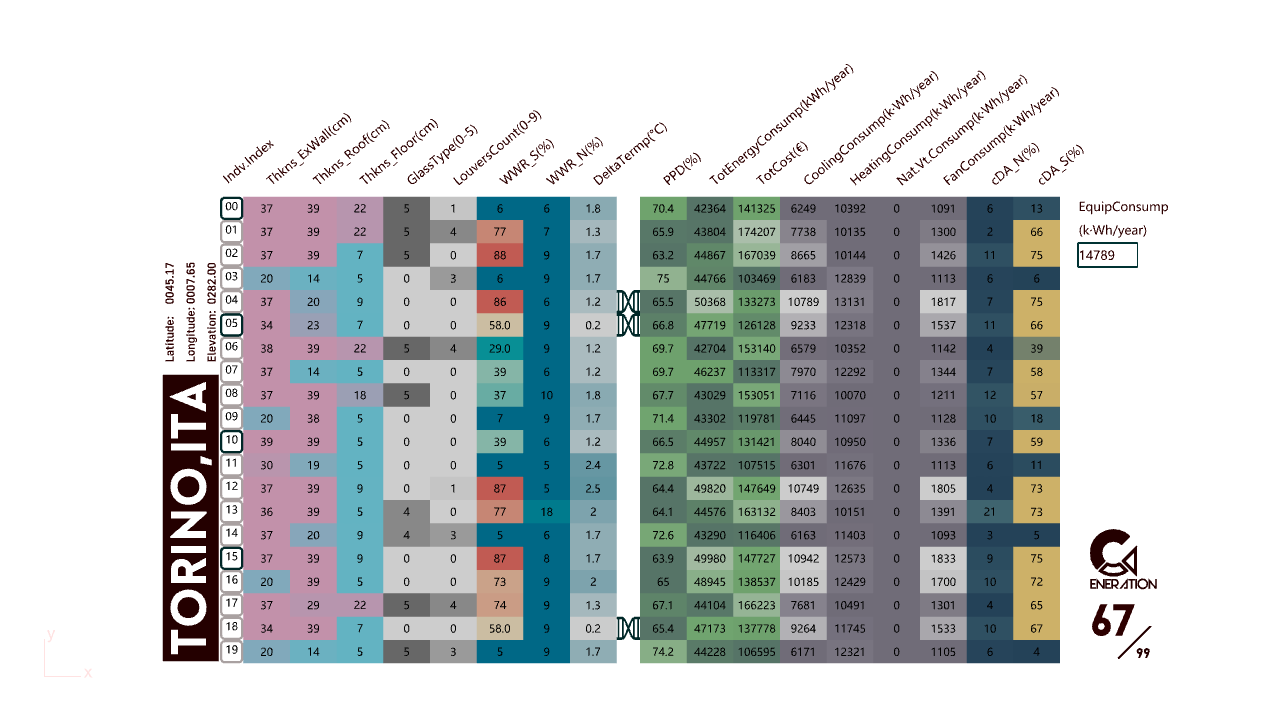 Indv.Index Thkns_ExWall(cm) Thkns_Roof(cm) Thkns_Floor(cm) GlassType(0-5) LouversCount(0-9) WWR_S(%) WWR_N(%) DeltaTermp(°C) PPD(%) TotEnergyConsump(kWh/year) TotCost(€) CoolingConsump(k·Wh/year) HeatingConsump(k·Wh/year) Nat.Vt.Consump(k·Wh/year) FanConsump(k·Wh/year) cDA_N(%) cDA_S(%)
00 37 39 22 5 1 6 6 1.8 70.4 42364 141325 6249 10392 0 1091 6 13
01 37 39 22 5 4 77 7 1.3 65.9 43804 174207 7738 10135 0 1300 2 66
02 37 39 7 5 0 88 9 1.7 63.2 44867 167039 8665 10144 0 1426 11 75
03 20 14 5 0 3 6 9 1.7 75 44766 103469 6183 12839 0 1113 6 6
04 37 20 9 0 0 86 6 1.2 65.5 50368 133273 10789 13131 0 1817 7 75
05 34 23 7 0 0 58.0 9 0.2 66.8 47719 126128 9233 12318 0 1537 11 66
06 38 39 22 5 4 29.0 9 1.2 69.7 42704 153140 6579 10352 0 1142 4 39
07 37 14 5 0 0 39 6 1.2 69.7 46237 113317 7970 12292 0 1344 7 58
08 37 39 18 5 0 37 10 1.8 67.7 43029 153051 7116 10070 0 1211 12 57
09 20 38 5 0 0 7 9 1.7 71.4 43302 119781 6445 11097 0 1128 10 18
10 39 39 5 0 0 39 6 1.2 66.5 44957 131421 8040 10950 0 1336 7 59
11 30 19 5 0 0 5 5 2.4 72.8 43722 107515 6301 11676 0 1113 6 11
12 37 39 9 0 1 87 5 2.5 64.4 49820 147649 10749 12635 0 1805 4 73
13 36 39 9 4 0 77 18 2 64.1 44576 163132 8403 10151 0 1391 21 73
14 37 20 9 4 3 5 6 1.7 72.6 43290 116406 6163 11403 0 1093 3 5
15 37 39 9 0 0 87 8 1.7 63.9 49980 147727 10942 12573 0 1833 9 75
16 20 39 5 0 0 73 9 2 65 48945 138537 10185 12429 0 1700 10 72
17 37 29 22 5 4 74 9 1.3 67.1 44104 166223 7681 10491 0 1301 4 65
18 34 39 7 0 0 58.0 9 0.2 65.4 47173 137778 9264 11745 0 1533 10 67
19 20 14 5 5 3 5 9 1.7 74.2 44228 106595 6171 12321 0 1105 6 4
Latitude: 0045.17
Longitude: 0007.65
Elevation: 0282.00
TORINO,ITA
EquipConsump
(k·Wh/year)
14789
ENERATION
67/99
y
x